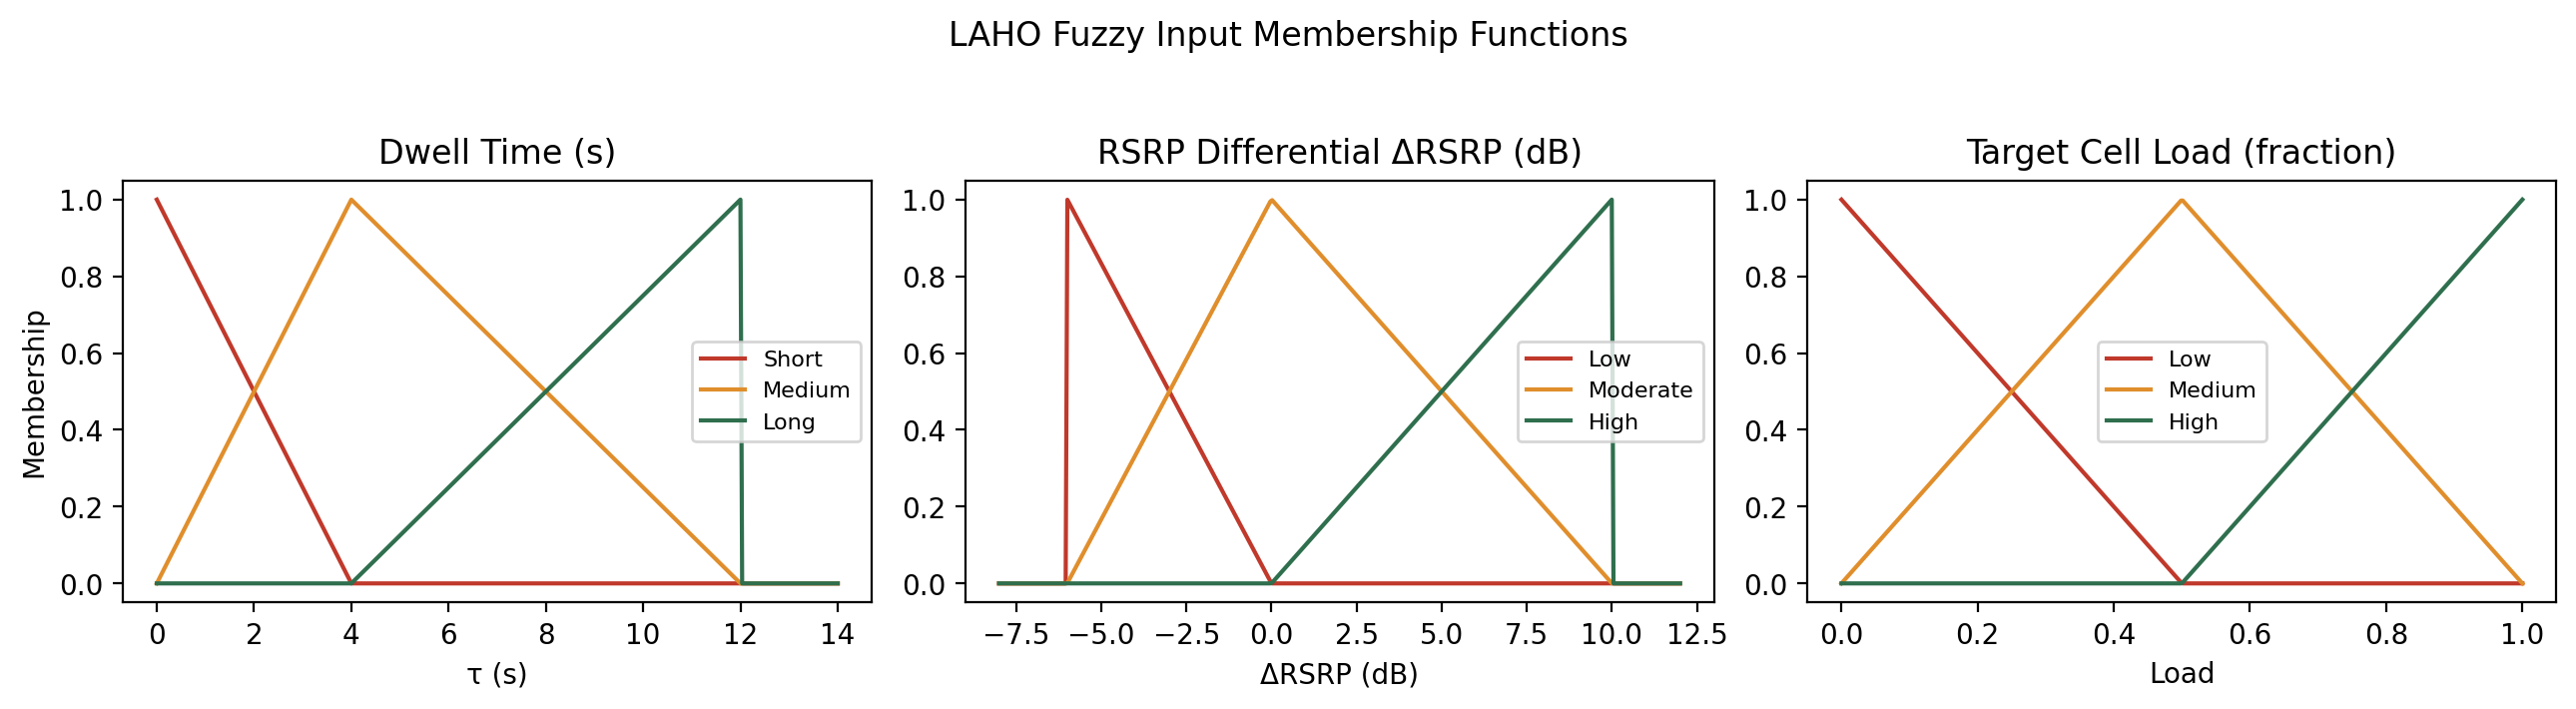 LAHO Fuzzy Input Membership Functions
Dwell Time (s)
Membership
1.0
0.8
0.6
0.4
0.2
0.0
Short
Medium
Long
0 2 4 6 8 10 12 14
τ (s)
RSRP Differential ΔRSRP (dB)
1.0
0.8
0.6
0.4
0.2
0.0
Low
Moderate
High
−7.5 −5.0 −2.5 0.0 2.5 5.0 7.5 10.0 12.5
ΔRSRP (dB)
Target Cell Load (fraction)
1.0
0.8
0.6
0.4
0.2
0.0
Low
Medium
High
0.0 0.2 0.4 0.6 0.8 1.0
Load